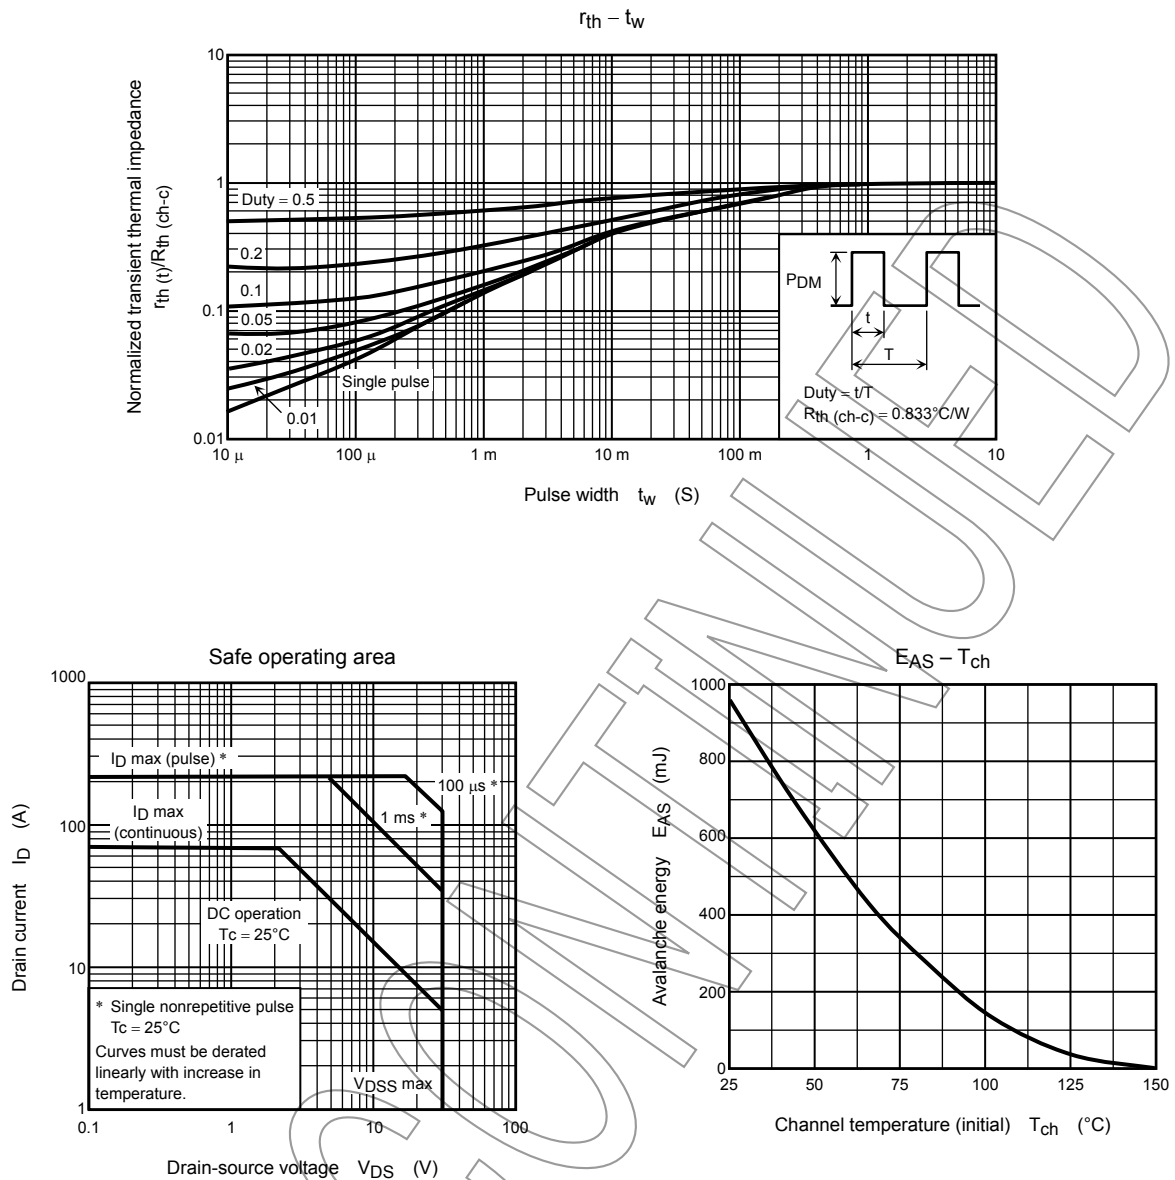 rth – tw
Normalized transient thermal impedance
rth (t)/Rth (ch-c)
10
1
0.1
0.01
Duty = 0.5
0.2
0.1
0.05
0.02
0.01
Single pulse
PDM
t
T
Duty = t/T
Rth (ch-c) = 0.833°C/W
10 μ
100 μ
1 m
10 m
100 m
1
10
Pulse width tw (S)
Safe operating area
Drain current ID (A)
1000
100
10
1
ID max (pulse) *
ID max
(continuous)
100 μs *
1 ms *
DC operation
Tc = 25°C
* Single nonrepetitive pulse
Tc = 25°C
Curves must be derated
linearly with increase in
temperature.
VDSS max
0.1
1
10
100
Drain-source voltage VDS (V)
EAS – Tch
Avalanche energy EAS (mJ)
1000
800
600
400
200
0
25
50
75
100
125
150
Channel temperature (initial) Tch (°C)